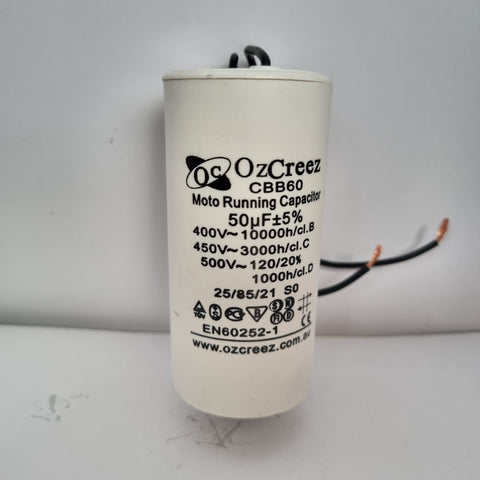 OC OzCreez
CBB60
Moto Running Capacitor
50µF±5%
400V~10000h/cl.B
450V~3000h/cl.C
500V~120/20%
1000h/cl.D
25/85/21 S0
EN60252-1
www.ozcreez.com.au